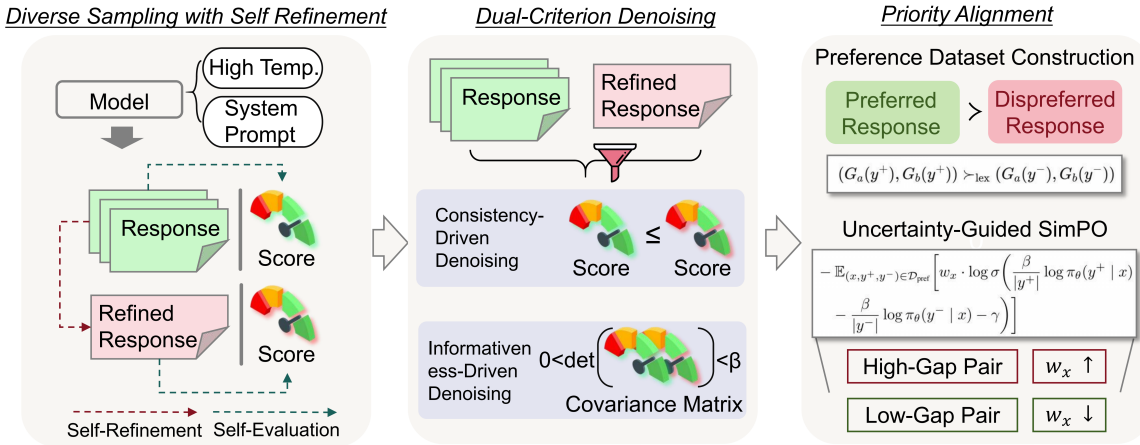 Diverse Sampling with Self Refinement
Model
High Temp.
System
Prompt
Response
Score
Refined
Response
Score
Self-Refinement
Self-Evaluation
Dual-Criterion Denoising
Response
Refined
Response
Consistency-
Driven
Denoising
Score
≤
Score
Informativen
ess-Driven
Denoising
0<det( )<β
Covariance Matrix
Priority Alignment
Preference Dataset Construction
Preferred
Response
≻
Dispreferred
Response
(G_a(y^+), G_b(y^+)) ≻_lex (G_a(y^−), G_b(y^−))
Uncertainty-Guided SimPO
− 𝔼_{(x,y^+,y^−)∈𝒟_pref}[w_x · log σ(β/|y^+| log π_θ(y^+ | x)
− β/|y^−| log π_θ(y^− | x) − γ)]
High-Gap Pair
w_x ↑
Low-Gap Pair
w_x ↓